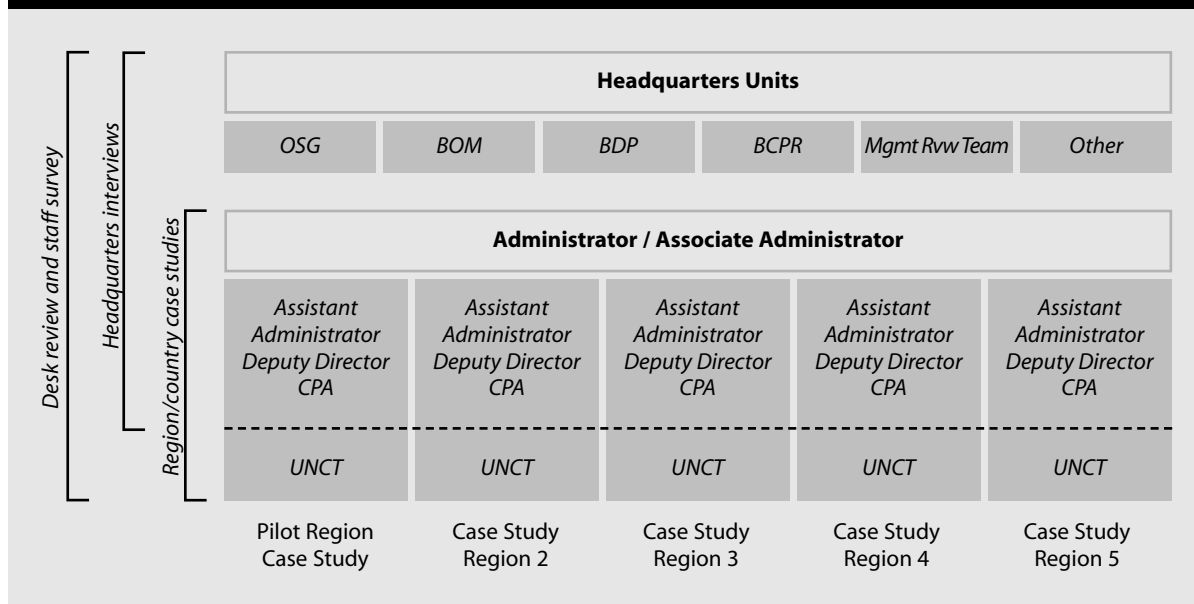 Desk review and staff survey
Headquarters interviews
Region/country case studies
Headquarters Units
OSG BOM BDP BCPR Mgmt Rvw Team Other
Administrator / Associate Administrator
Assistant Assistant Assistant Assistant Assistant
Administrator Administrator Administrator Administrator Administrator
Deputy Director Deputy Director Deputy Director Deputy Director Deputy Director
CPA CPA CPA CPA CPA
UNCT UNCT UNCT UNCT UNCT
Pilot Region Case Study Case Study Case Study Case Study
Case Study Region 2 Region 3 Region 4 Region 5